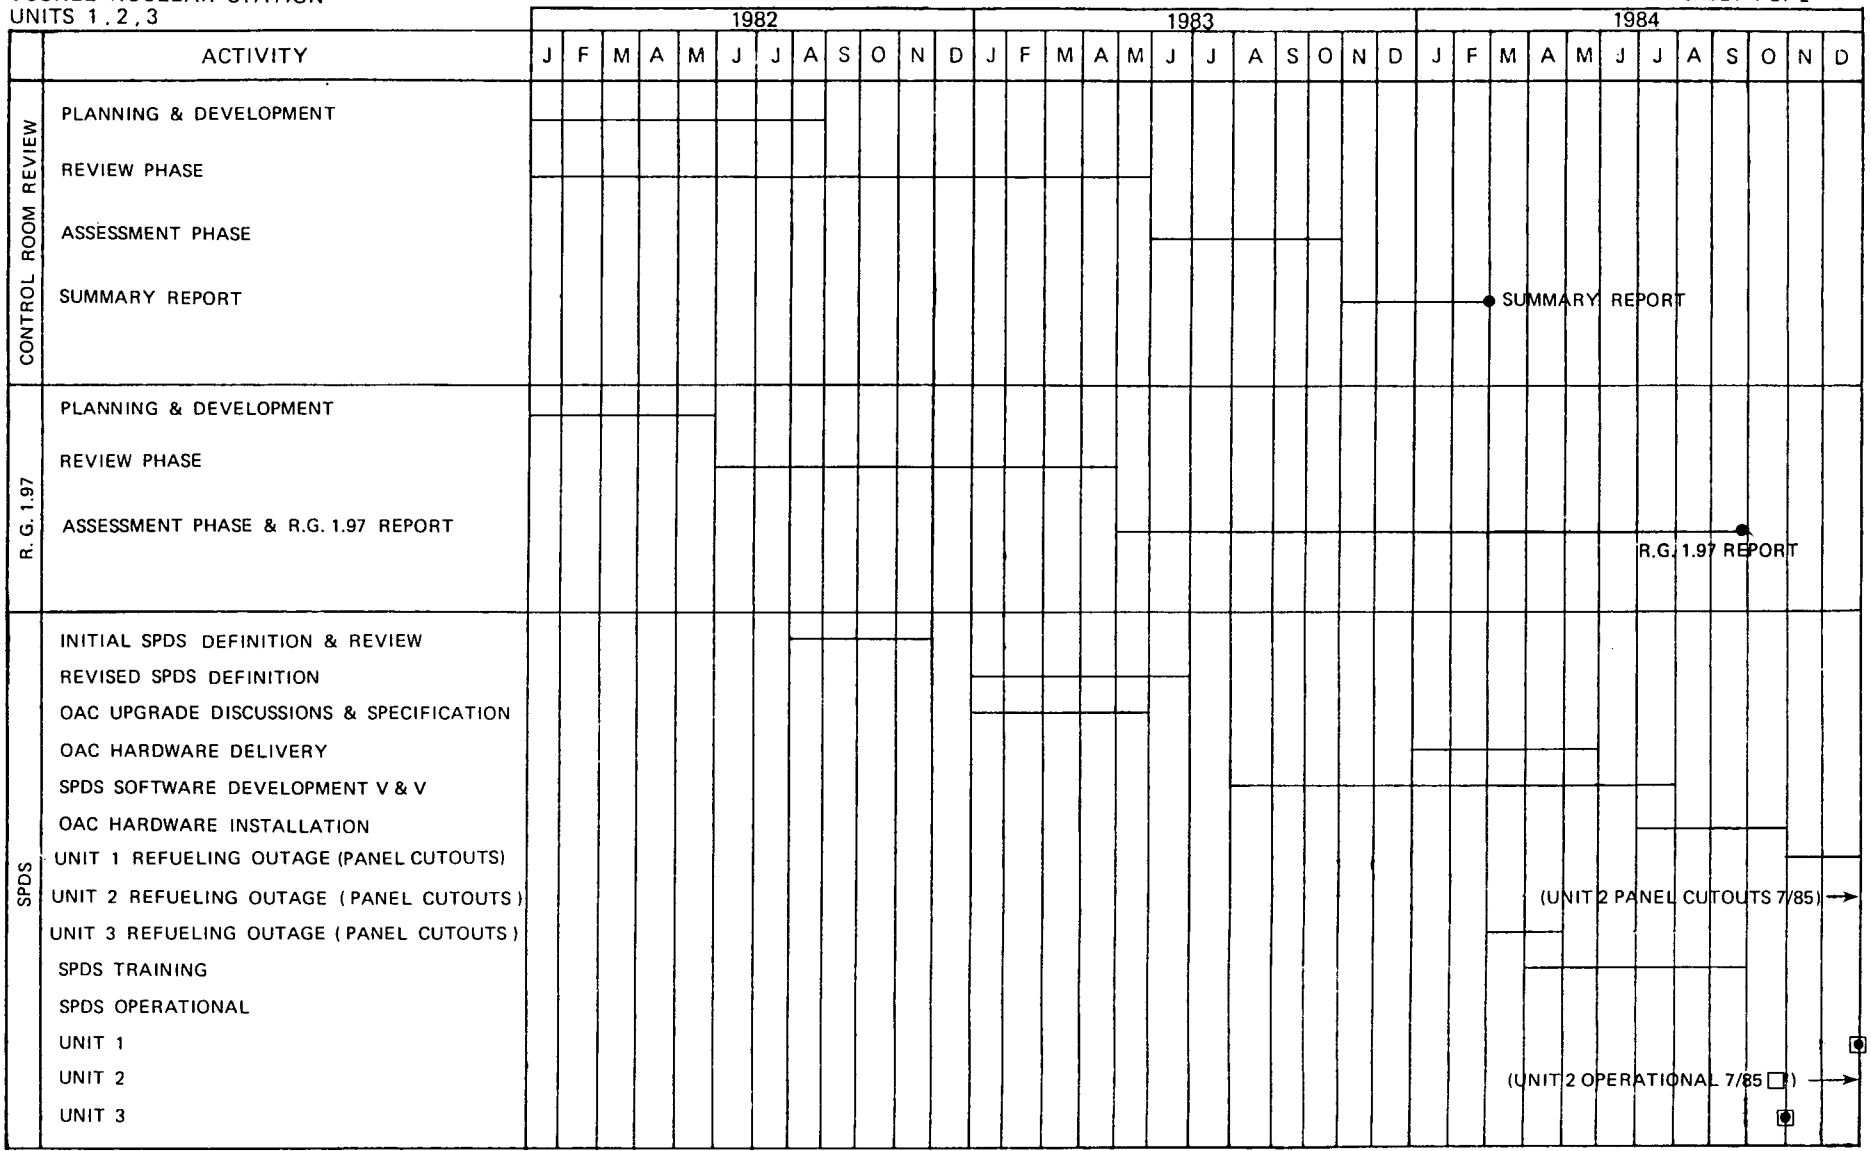 UNITS 1, 2, 3
1982 1983 1984
ACTIVITY J F M A M J J A S O N D J F M A M J J A S O N D J F M A M J J A S O N D
CONTROL ROOM REVIEW
PLANNING & DEVELOPMENT
REVIEW PHASE
ASSESSMENT PHASE
SUMMARY REPORT SUMMARY REPORT
R. G. 1.97
PLANNING & DEVELOPMENT
REVIEW PHASE
ASSESSMENT PHASE & R.G. 1.97 REPORT
R.G. 1.97 REPORT
SPDS
INITIAL SPDS DEFINITION & REVIEW
REVISED SPDS DEFINITION
OAC UPGRADE DISCUSSIONS & SPECIFICATION
OAC HARDWARE DELIVERY
SPDS SOFTWARE DEVELOPMENT V & V
OAC HARDWARE INSTALLATION
UNIT 1 REFUELING OUTAGE (PANEL CUTOUTS)
UNIT 2 REFUELING OUTAGE (PANEL CUTOUTS) (UNIT 2 PANEL CUTOUTS 7/85)
UNIT 3 REFUELING OUTAGE (PANEL CUTOUTS)
SPDS TRAINING
SPDS OPERATIONAL
UNIT 1
UNIT 2 (UNIT 2 OPERATIONAL 7/85 )
UNIT 3